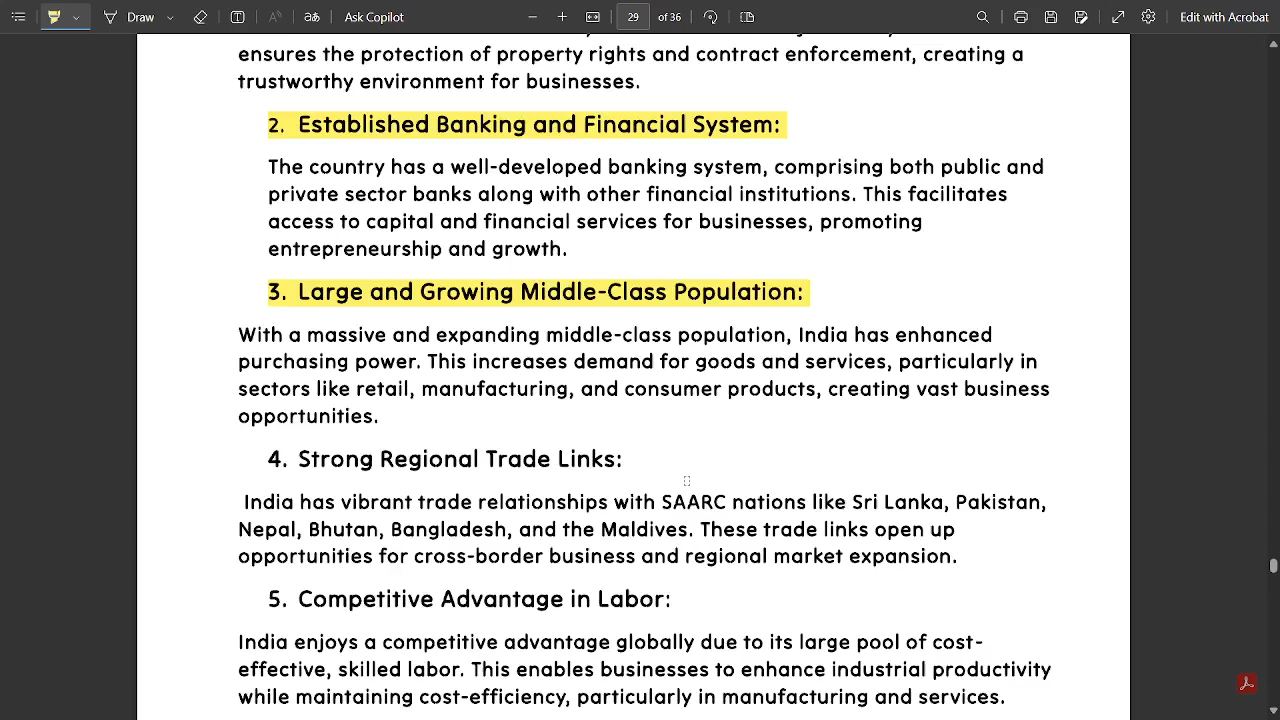 Draw
Ask Copilot
29 of 36
Edit with Acrobat
ensures the protection of property rights and contract enforcement, creating a
trustworthy environment for businesses.
2. Established Banking and Financial System:
The country has a well-developed banking system, comprising both public and
private sector banks along with other financial institutions. This facilitates
access to capital and financial services for businesses, promoting
entrepreneurship and growth.
3. Large and Growing Middle-Class Population:
With a massive and expanding middle-class population, India has enhanced
purchasing power. This increases demand for goods and services, particularly in
sectors like retail, manufacturing, and consumer products, creating vast business
opportunities.
4. Strong Regional Trade Links:
India has vibrant trade relationships with SAARC nations like Sri Lanka, Pakistan,
Nepal, Bhutan, Bangladesh, and the Maldives. These trade links open up
opportunities for cross-border business and regional market expansion.
5. Competitive Advantage in Labor:
India enjoys a competitive advantage globally due to its large pool of cost-
effective, skilled labor. This enables businesses to enhance industrial productivity
while maintaining cost-efficiency, particularly in manufacturing and services.